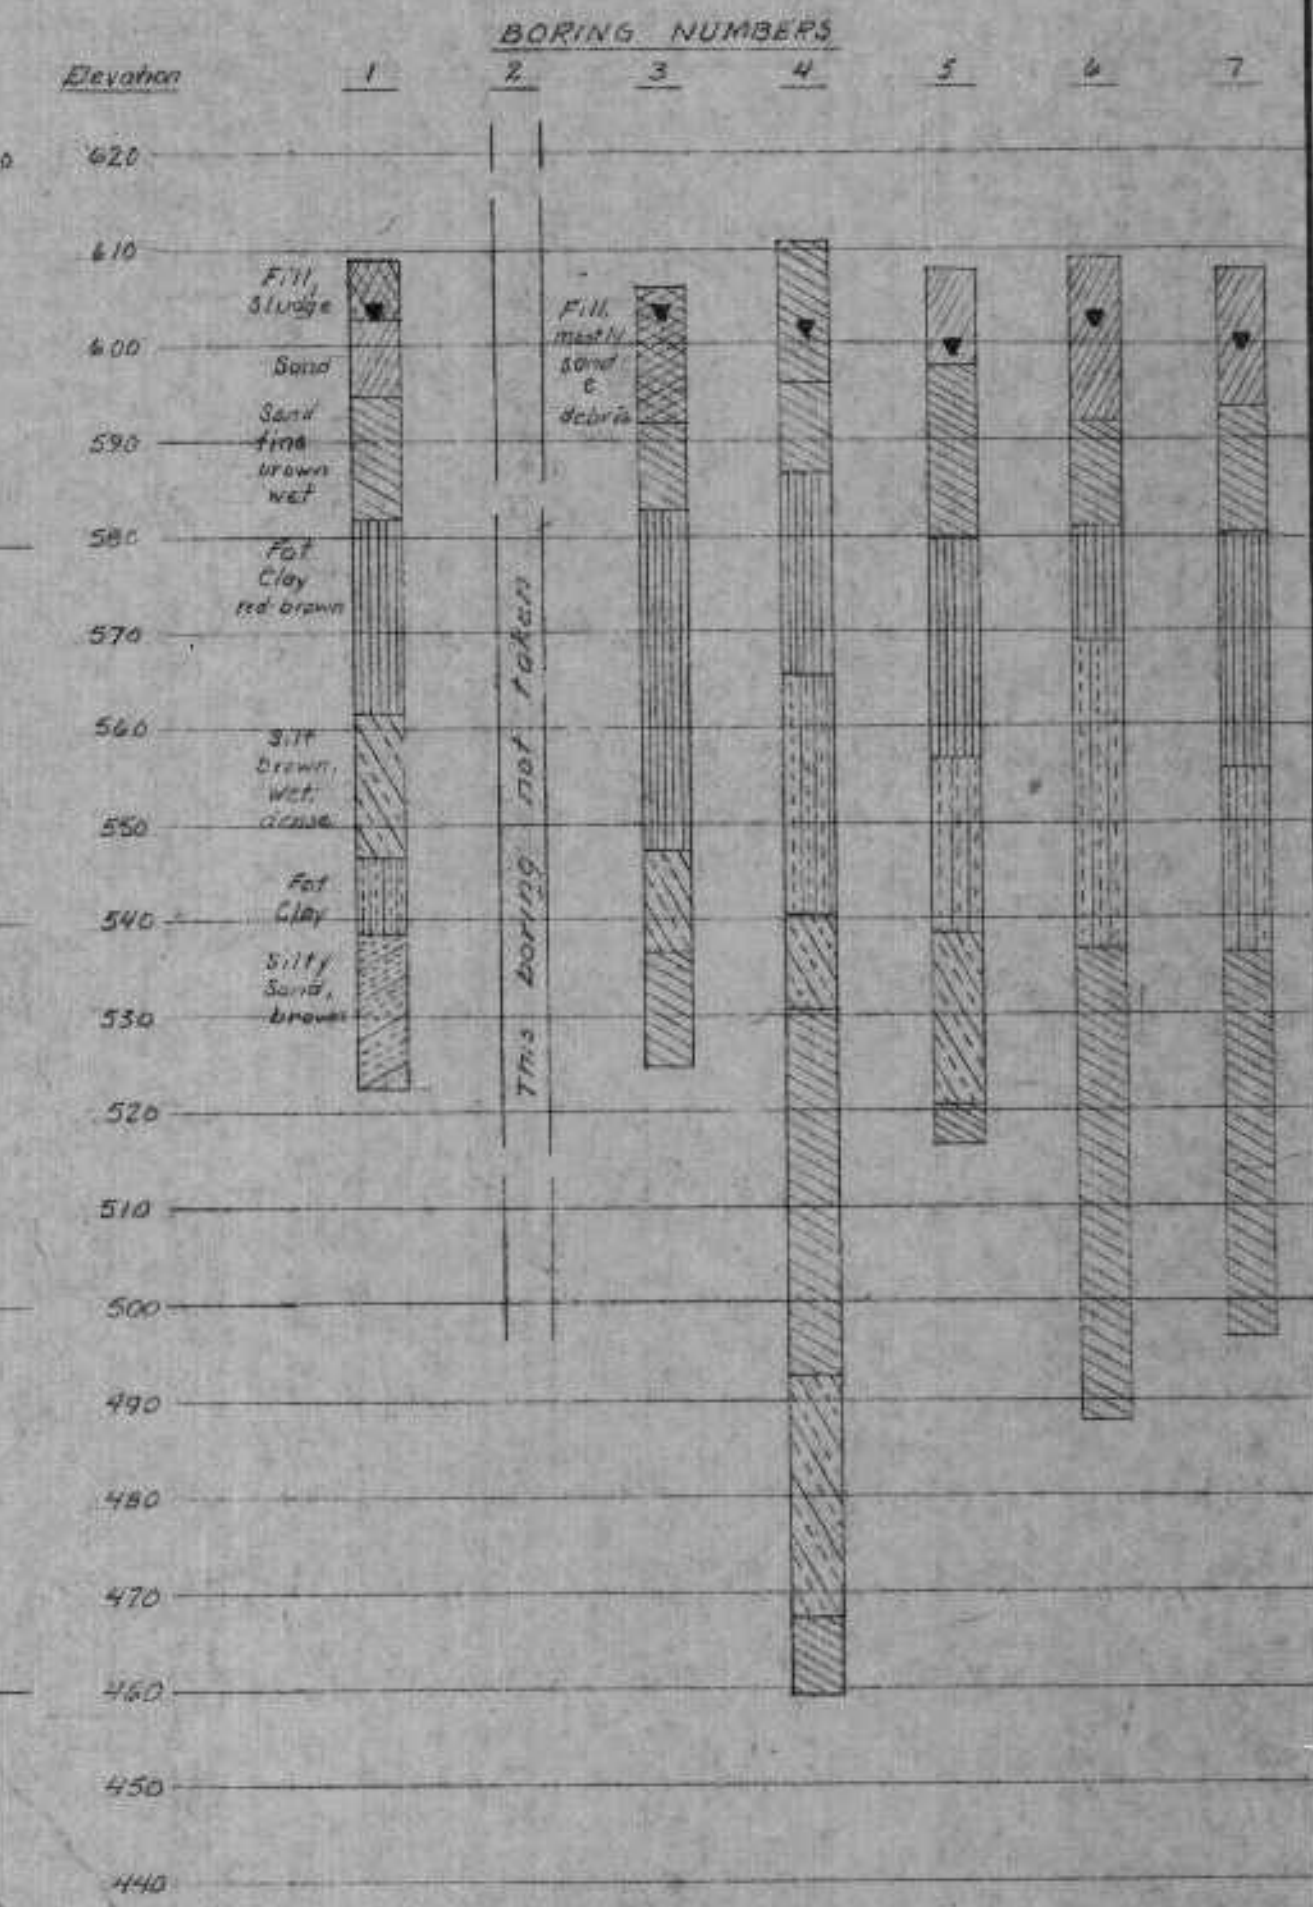 BORING NUMBERS
Elevation 1 2 3 4 5 6 7
620
610
Fill,
Sludge
Fill,
mostly
sand
&
debris
600
Sand
Sand
fine
brown
wet
590
580
Fat
Clay
red-brown
570
560
Silt
brown,
wet,
dense
550
Fat
Clay
540
Silty
Sand,
brown
530
This boring not taken
520
510
500
490
480
470
460
450
440